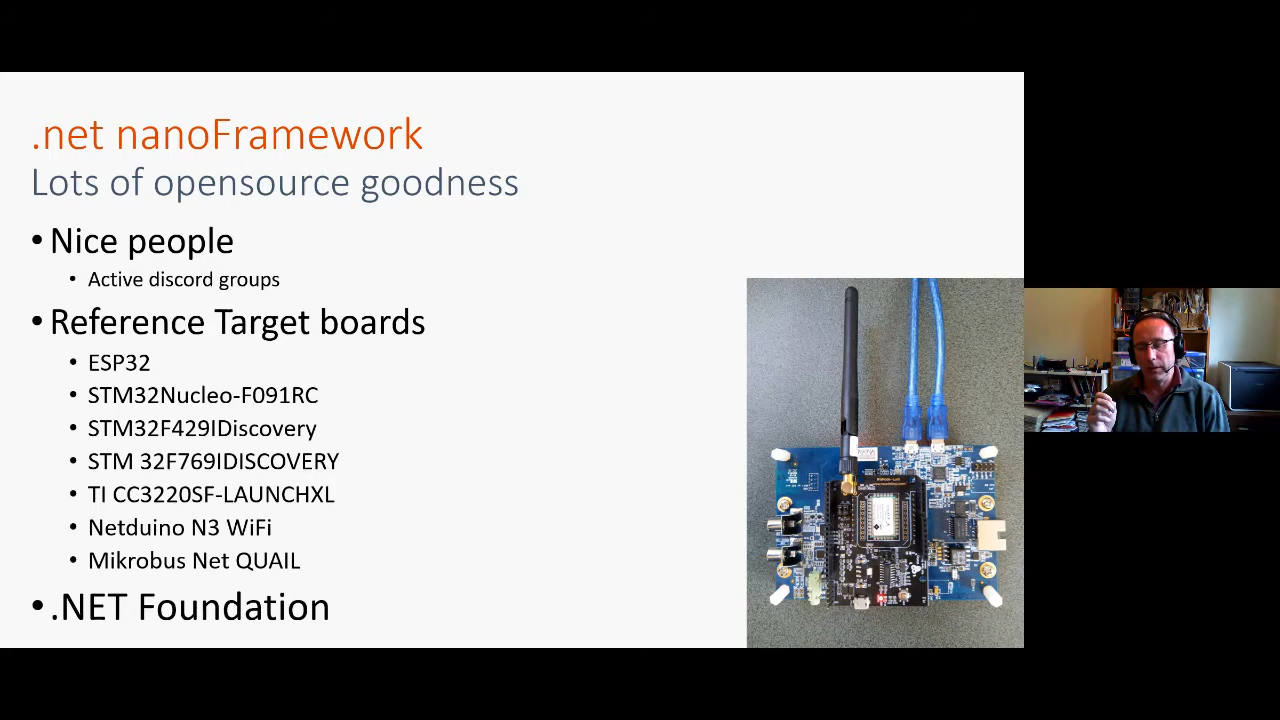 .net nanoFramework
Lots of opensource goodness
• Nice people
• Active discord groups
• Reference Target boards
• ESP32
• STM32Nucleo-F091RC
• STM32F429IDiscovery
• STM 32F769IDISCOVERY
• TI CC3220SF-LAUNCHXL
• Netduino N3 WiFi
• Mikrobus Net QUAIL
• .NET Foundation